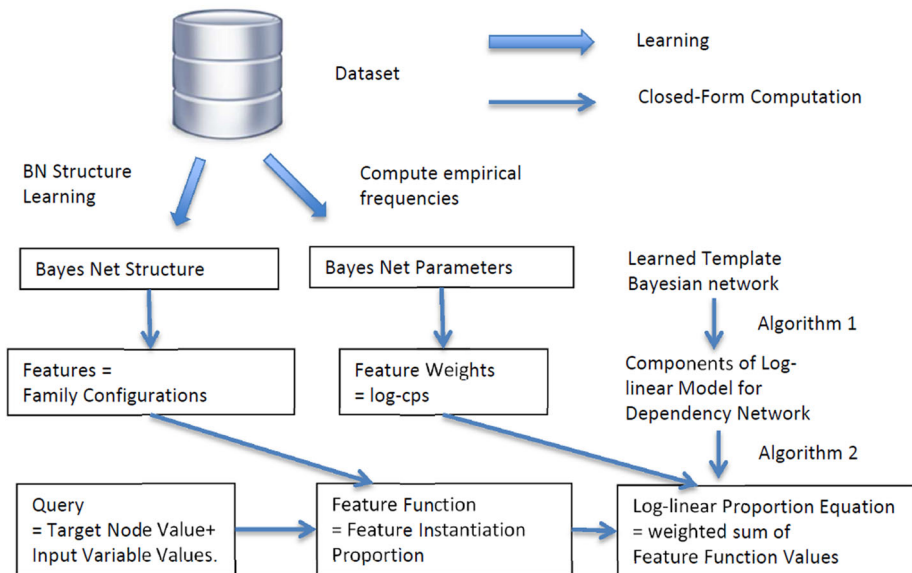 Dataset
Learning
Closed-Form Computation
BN Structure
Learning
Compute empirical
frequencies
Bayes Net Structure
Bayes Net Parameters
Learned Template
Bayesian network
Algorithm 1
Features =
Family Configurations
Feature Weights
= log-cps
Components of Log-
linear Model for
Dependency Network
Algorithm 2
Query
= Target Node Value+
Input Variable Values.
Feature Function
= Feature Instantiation
Proportion
Log-linear Proportion Equation
= weighted sum of
Feature Function Values